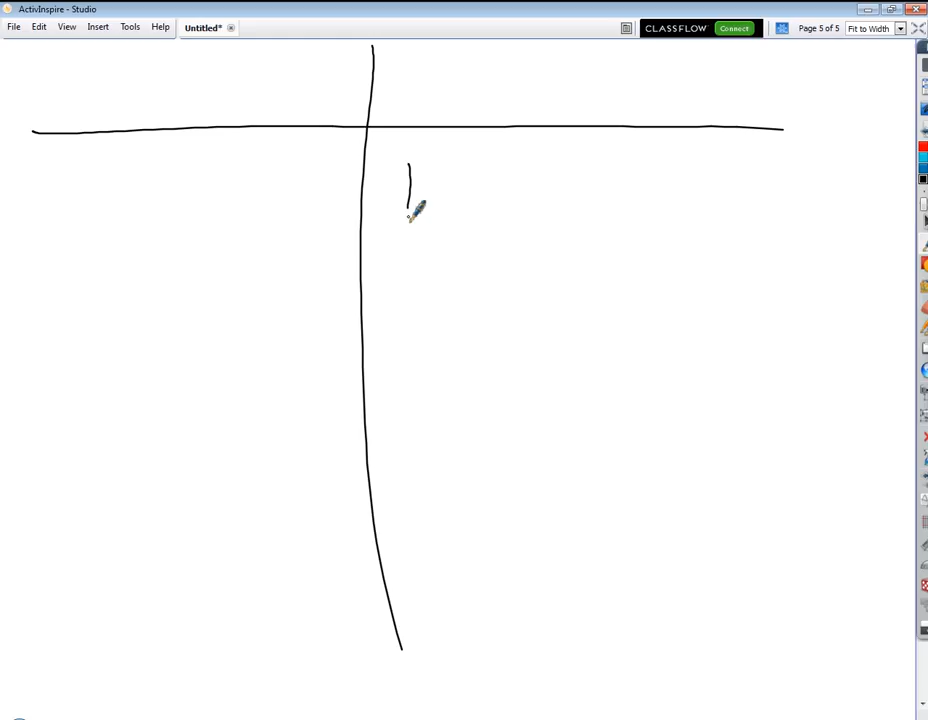 ActivInspire - Studio
File Edit View Insert Tools Help Untitled* CLASSFLOW Connect Page 5 of 5 Fit to Width